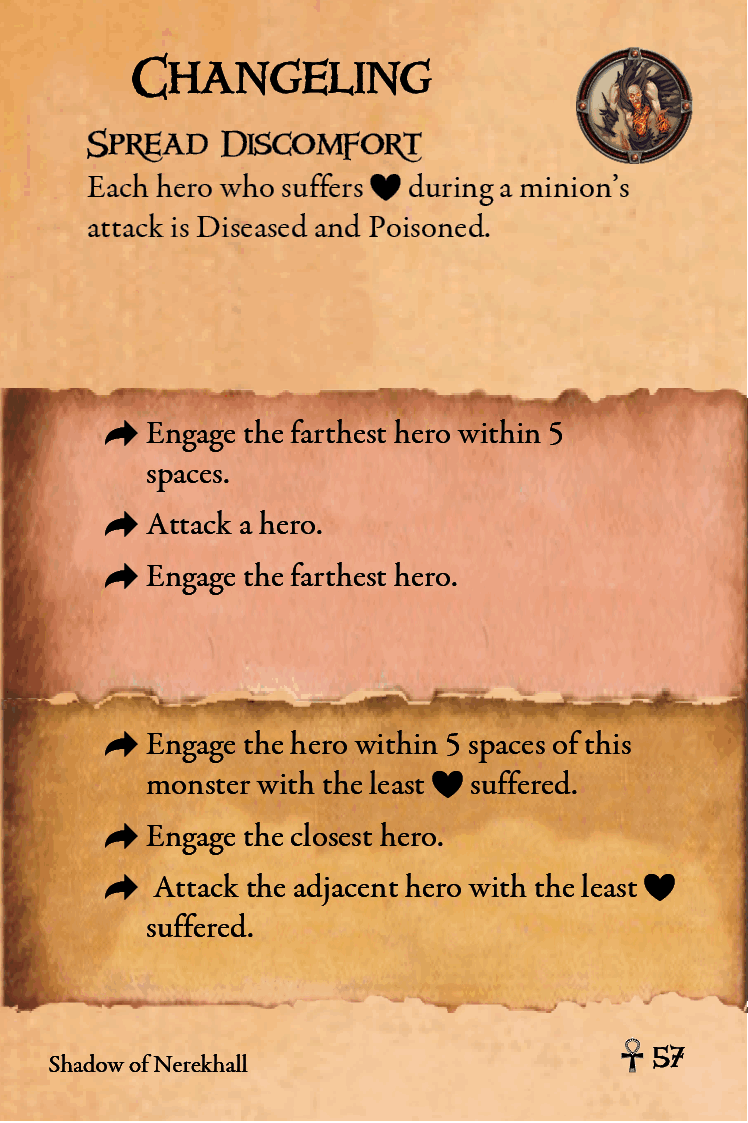 Changeling
Spread Discomfort
Each hero who suffers ♥ during a minion's
attack is Diseased and Poisoned.
Engage the farthest hero within 5
spaces.
Attack a hero.
Engage the farthest hero.
Engage the hero within 5 spaces of this
monster with the least ♥ suffered.
Engage the closest hero.
Attack the adjacent hero with the least ♥
suffered.
Shadow of Nerekhall
57